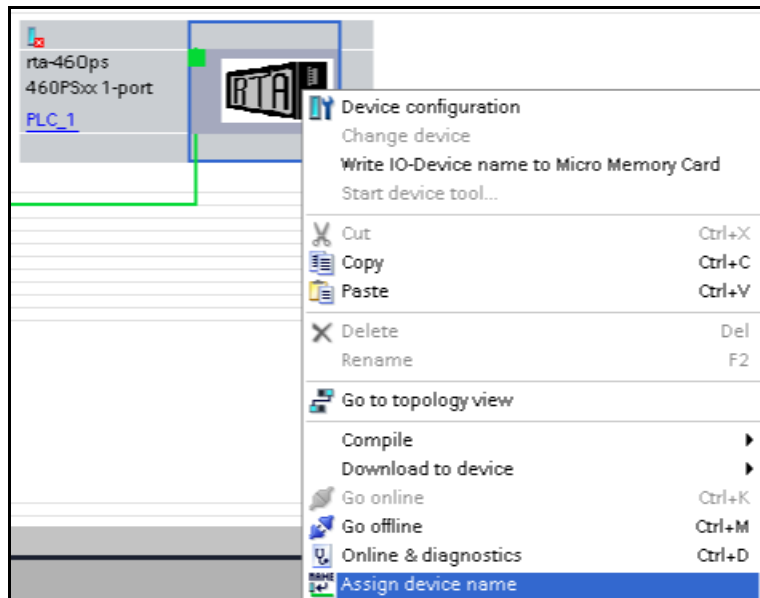 rta-460ps
460PSxx 1-port
PLC_1
RTA
Device configuration
Change device
Write IO-Device name to Micro Memory Card
Start device tool...
Cut Ctrl+X
Copy Ctrl+C
Paste Ctrl+V
Delete Del
Rename F2
Go to topology view
Compile
Download to device
Go online Ctrl+K
Go offline Ctrl+M
Online & diagnostics Ctrl+D
NAME
Assign device name